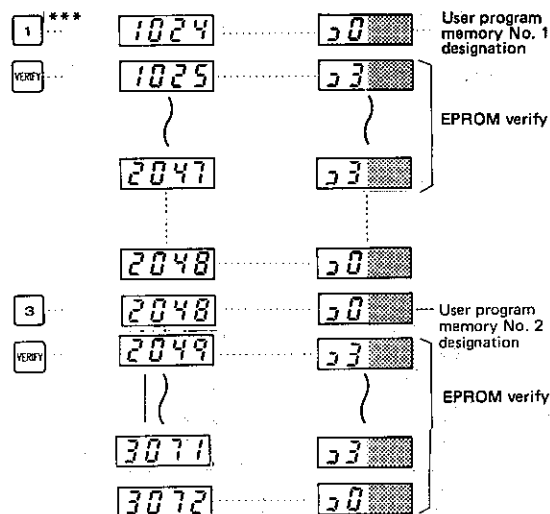 1 *** 1024 ɔ0 User program
memory No. 1
designation
VERIFY 1025 ɔ3
EPROM verify
2047 ɔ3
2048 ɔ0
3 2048 ɔ0 User program
memory No. 2
designation
VERIFY 2049 ɔ3
EPROM verify
3071 ɔ3
3072 ɔ0